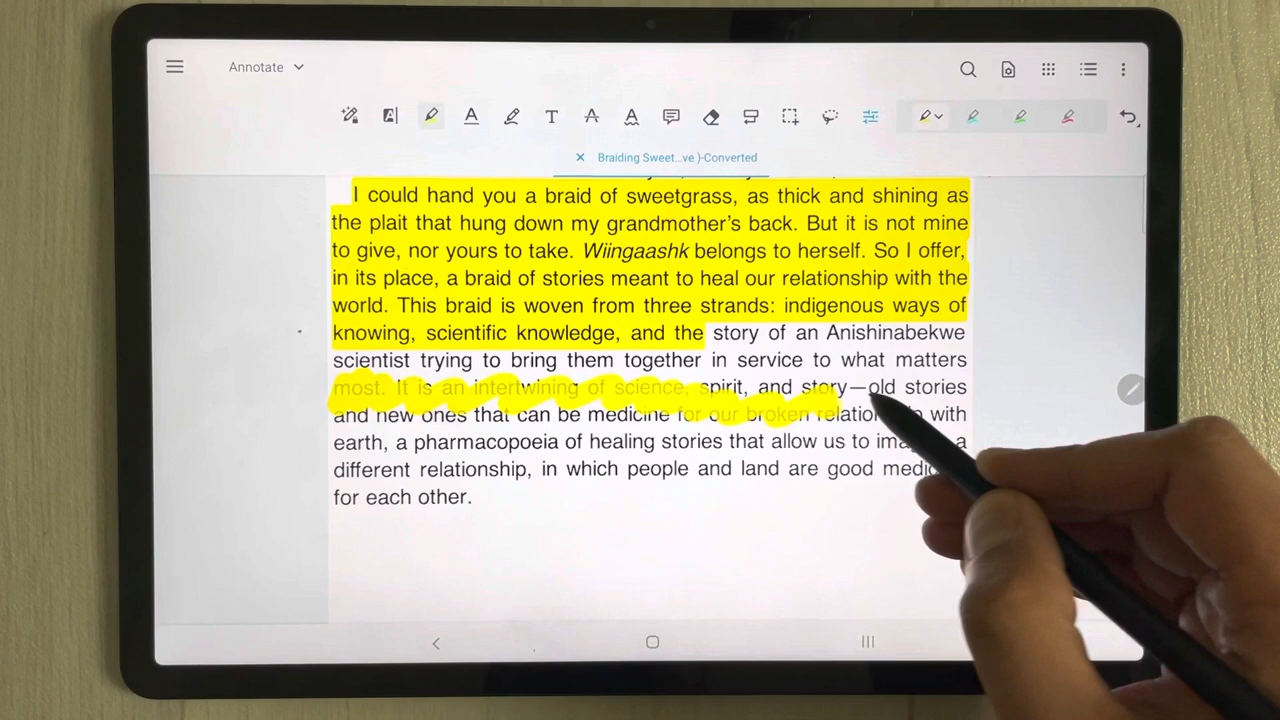 Annotate
Braiding Sweet...ve )-Converted
I could hand you a braid of sweetgrass, as thick and shining as
the plait that hung down my grandmother's back. But it is not mine
to give, nor yours to take. Wiingaashk belongs to herself. So I offer,
in its place, a braid of stories meant to heal our relationship with the
world. This braid is woven from three strands: indigenous ways of
knowing, scientific knowledge, and the story of an Anishinabekwe
scientist trying to bring them together in service to what matters
most. It is an intertwining of science, spirit, and story—old stories
and new ones that can be medicine for our broken with
earth, a pharmacopoeia of healing stories that allow us to a
different relationship, in which people and land are good
for each other.